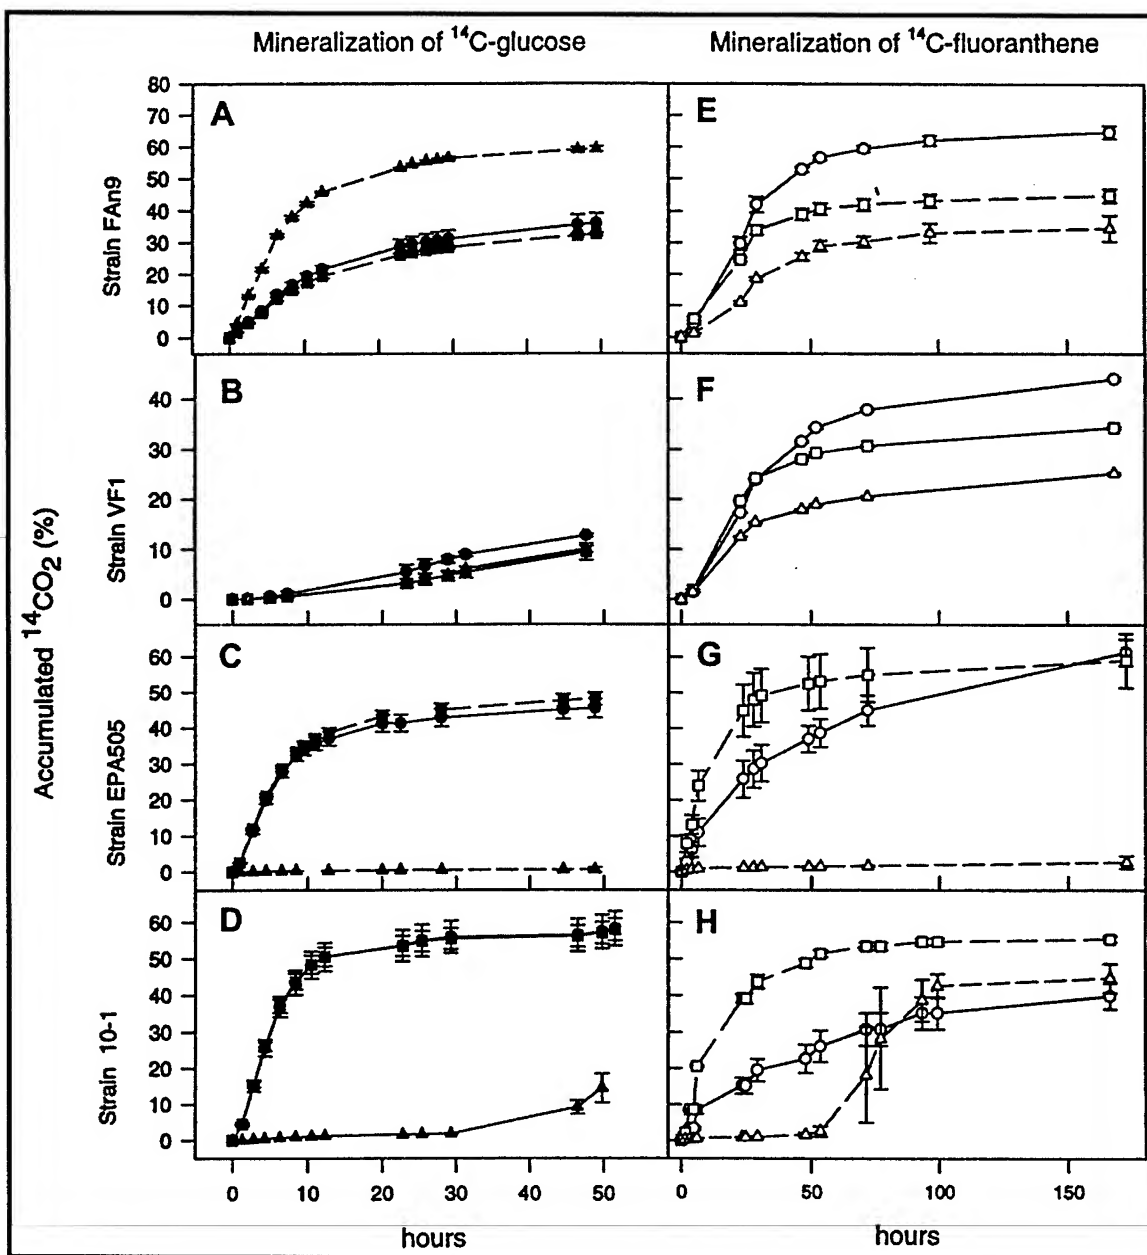 Mineralization of ¹⁴C-glucose
Mineralization of ¹⁴C-fluoranthene
Accumulated ¹⁴CO₂ (%)
Strain FAn9
80
70
60
50
40
30
20
10
0
A
E
Strain VF1
40
30
20
10
0
B
F
Strain EPA505
60
50
40
30
20
10
0
C
G
Strain 10-1
60
50
40
30
20
10
0
D
H
0 10 20 30 40 50
0 50 100 150
hours
hours